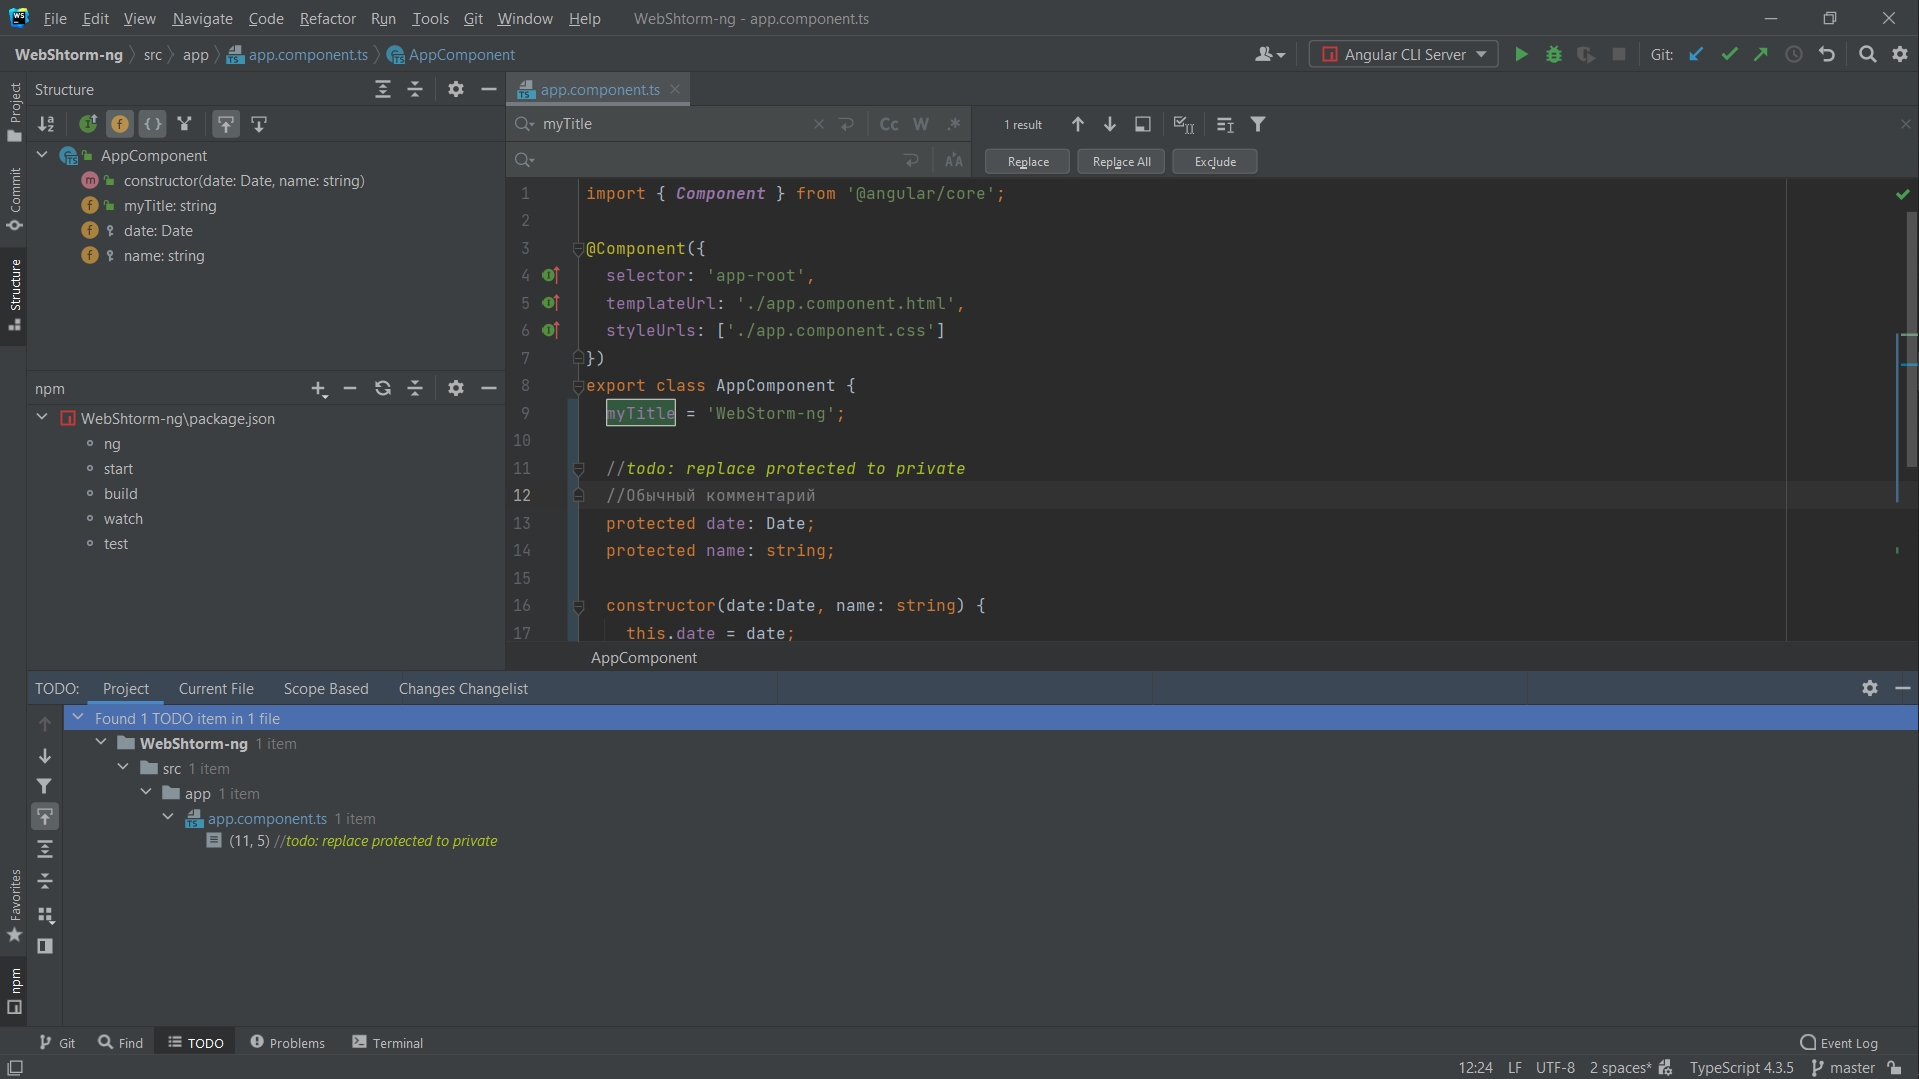 File Edit View Navigate Code Refactor Run Tools Git Window Help WebShtorm-ng - app.component.ts
WebShtorm-ng src app app.component.ts AppComponent Angular CLI Server Git:
Project
Commit
Structure
Favorites
npm
Structure
AppComponent
constructor(date: Date, name: string)
myTitle: string
date: Date
name: string
npm
WebShtorm-ng\package.json
ng
start
build
watch
test
app.component.ts
myTitle Cc W .* 1 result
Replace Replace All Exclude
1 import { Component } from '@angular/core';
2
3 @Component({
4 selector: 'app-root',
5 templateUrl: './app.component.html',
6 styleUrls: ['./app.component.css']
7 })
8 export class AppComponent {
9 myTitle = 'WebStorm-ng';
10
11 //todo: replace protected to private
12 //Обычный комментарий
13 protected date: Date;
14 protected name: string;
15
16 constructor(date:Date, name: string) {
17 this.date = date;
AppComponent
TODO: Project Current File Scope Based Changes Changelist
Found 1 TODO item in 1 file
WebShtorm-ng 1 item
src 1 item
app 1 item
app.component.ts 1 item
(11, 5) //todo: replace protected to private
Git Find TODO Problems Terminal Event Log
12:24 LF UTF-8 2 spaces* TypeScript 4.3.5 master